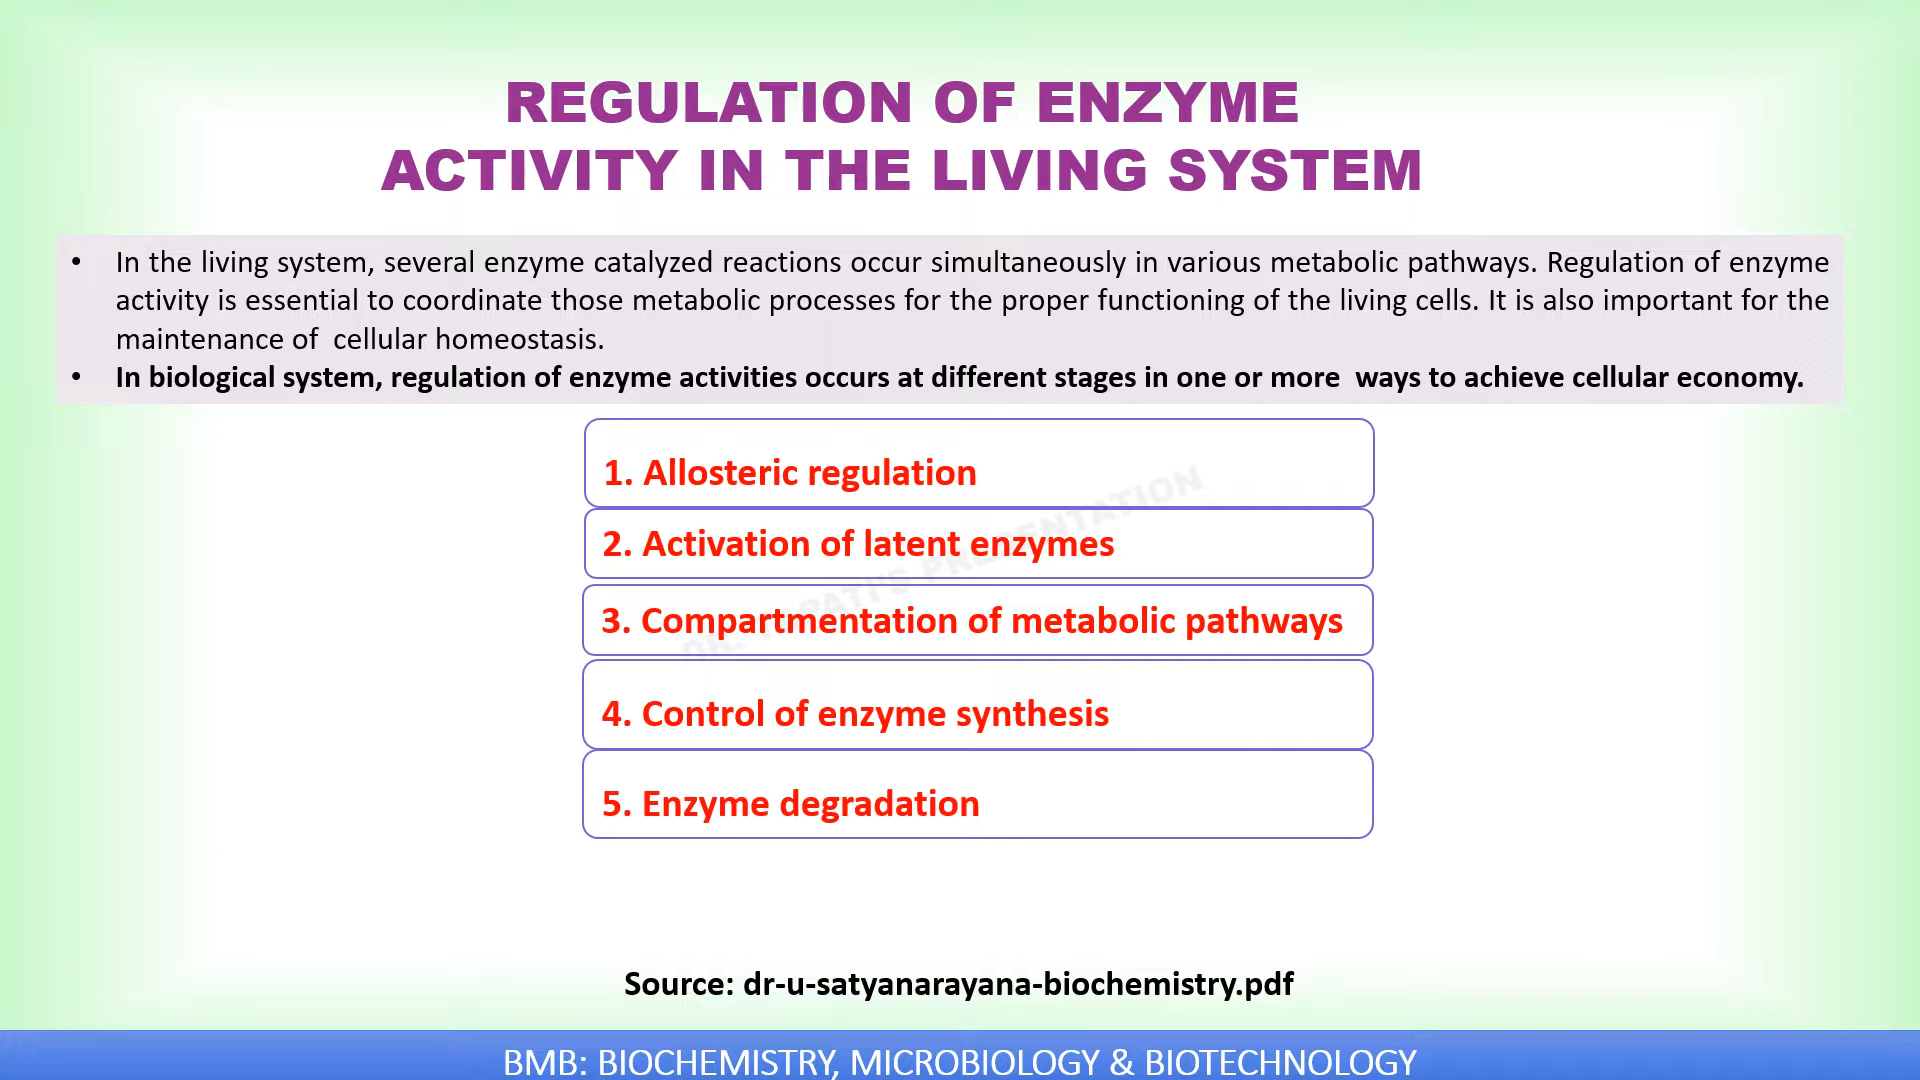 REGULATION OF ENZYME
ACTIVITY IN THE LIVING SYSTEM
• In the living system, several enzyme catalyzed reactions occur simultaneously in various metabolic pathways. Regulation of enzyme
activity is essential to coordinate those metabolic processes for the proper functioning of the living cells. It is also important for the
maintenance of  cellular homeostasis.
• In biological system, regulation of enzyme activities occurs at different stages in one or more  ways to achieve cellular economy.
1. Allosteric regulation
2. Activation of latent enzymes
3. Compartmentation of metabolic pathways
4. Control of enzyme synthesis
5. Enzyme degradation
Source: dr-u-satyanarayana-biochemistry.pdf
BMB: BIOCHEMISTRY, MICROBIOLOGY & BIOTECHNOLOGY